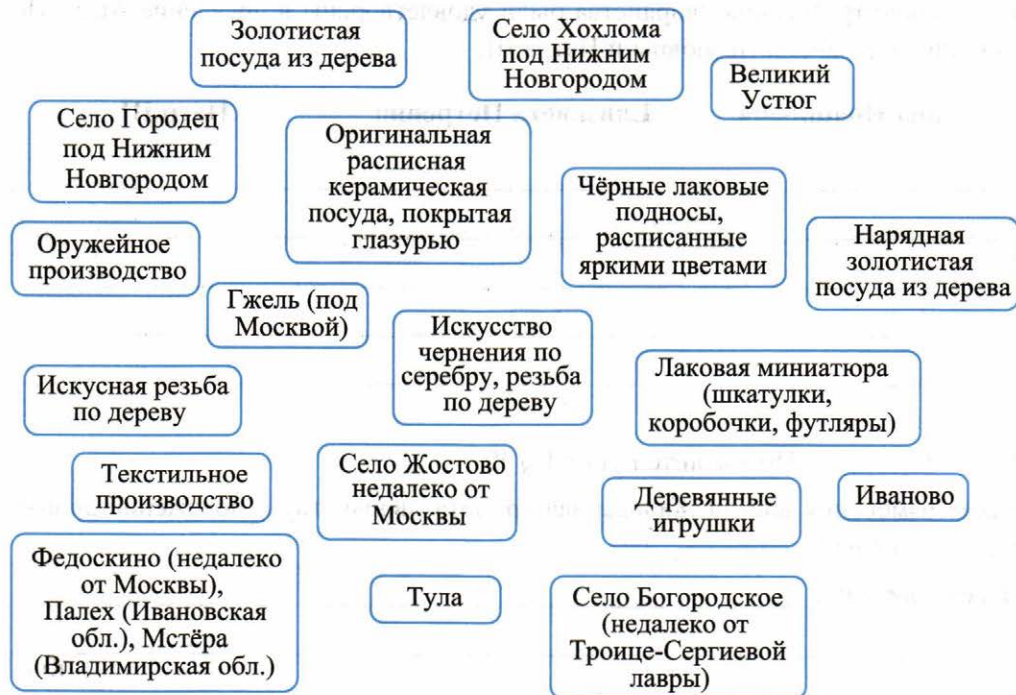 Золотистая
посуда из дерева
Село Хохлома
под Нижним
Новгородом
Великий
Устюг
Село Городец
под Нижним
Новгородом
Оригинальная
расписная
керамическая
посуда, покрытая
глазурью
Чёрные лаковые
подносы,
расписанные
яркими цветами
Оружейное
производство
Нарядная
золотистая
посуда из дерева
Гжель (под
Москвой)
Искусство
чернения по
серебру, резьба
по дереву
Лаковая миниатюра
(шкатулки,
коробочки, футляры)
Искусная резьба
по дереву
Текстильное
производство
Село Жостово
недалеко от
Москвы
Деревянные
игрушки
Иваново
Федоскино (недалеко
от Москвы),
Палех (Ивановская
обл.), Мстёра
(Владимирская обл.)
Тула
Село Богородское
(недалеко от
Троице-Сергиевой
лавры)